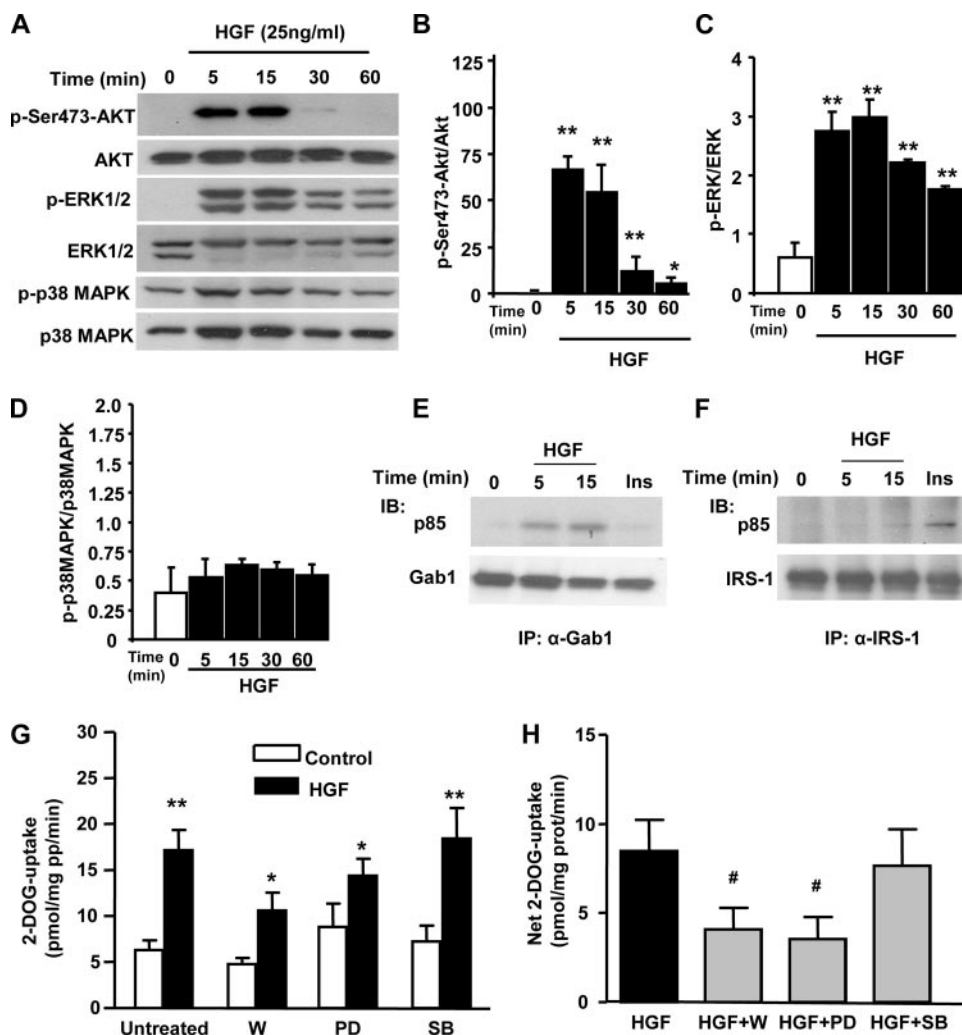 A
HGF (25ng/ml)
Time (min) 0 5 15 30 60
p-Ser473-AKT
AKT
p-ERK1/2
ERK1/2
p-p38 MAPK
p38 MAPK
B
p-Ser473-Akt/Akt
125
100
75
50
25
0
** ** ** *
Time (min) 0 5 15 30 60
HGF
C
p-ERK/ERK
4
3
2
1
0
** ** ** **
Time (min) 0 5 15 30 60
HGF
D
p-p38MAPK/p38MAPK
2.0
1.75
1.5
1.25
1.0
0.75
0.5
0.25
0
Time (min) 0 5 15 30 60
HGF
E
HGF
Time (min) 0 5 15 Ins
IB:
p85
Gab1
IP: α-Gab1
F
HGF
Time (min) 0 5 15 Ins
IB:
p85
IRS-1
IP: α-IRS-1
G
2-DOG-uptake
(pmol/mg pp/min)
30
25
20
15
10
5
0
Control
HGF
** * * **
Untreated W PD SB
H
Net 2-DOG-uptake
(pmol/mg prot/min)
15
10
5
0
# #
HGF HGF+W HGF+PD HGF+SB